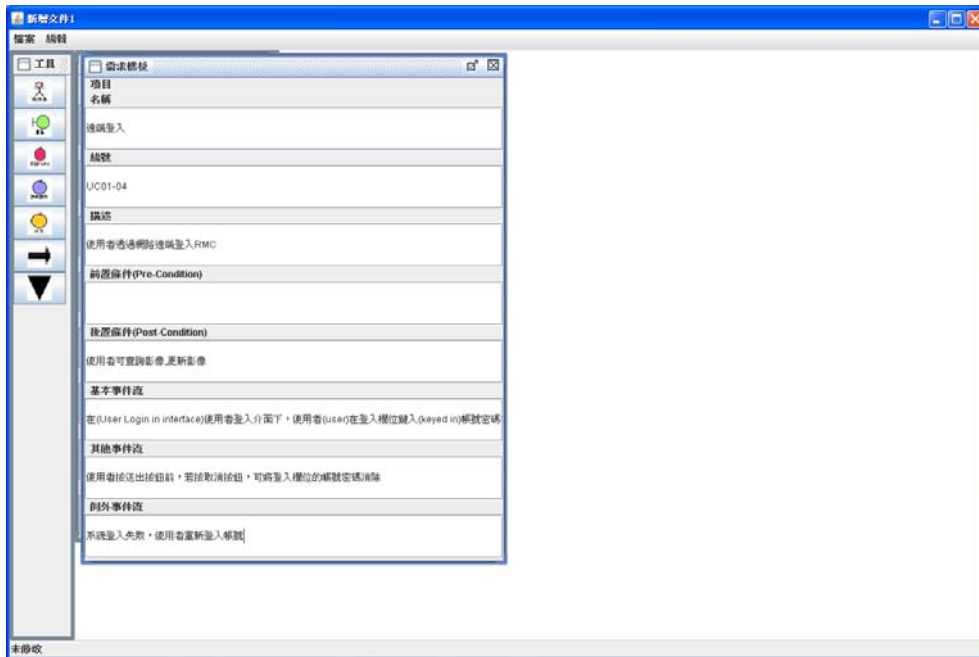 新增文件1
檔案 編輯
工具
需求樣板
項目
名稱
遠端登入
編號
UC01-04
描述
使用者透過網路遠端登入RMC
前置條件(Pre-Condition)
後置條件(Post-Condition)
使用者可查詢影像,更新影像
基本事件流
在(User Login in interface)使用者登入介面下，使用者(user)在登入欄位鍵入(keyed in)帳號密碼
其他事件流
使用者按送出按鈕前，若按取消按鈕，可將登入欄位的帳號密碼消除
例外事件流
系統登入失敗，使用者重新登入帳號
未修改